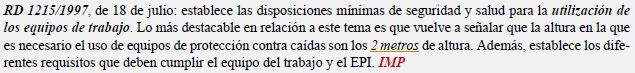 RD 1215/1997, de 18 de julio: establece las disposiciones mínimas de seguridad y salud para la utilización de
los equipos de trabajo. Lo más destacable en relación a este tema es que vuelve a señalar que la altura en la que
es necesario el uso de equipos de protección contra caídas son los 2 metros de altura. Además, establece los dife-
rentes requisitos que deben cumplir el equipo del trabajo y el EPI. IMP